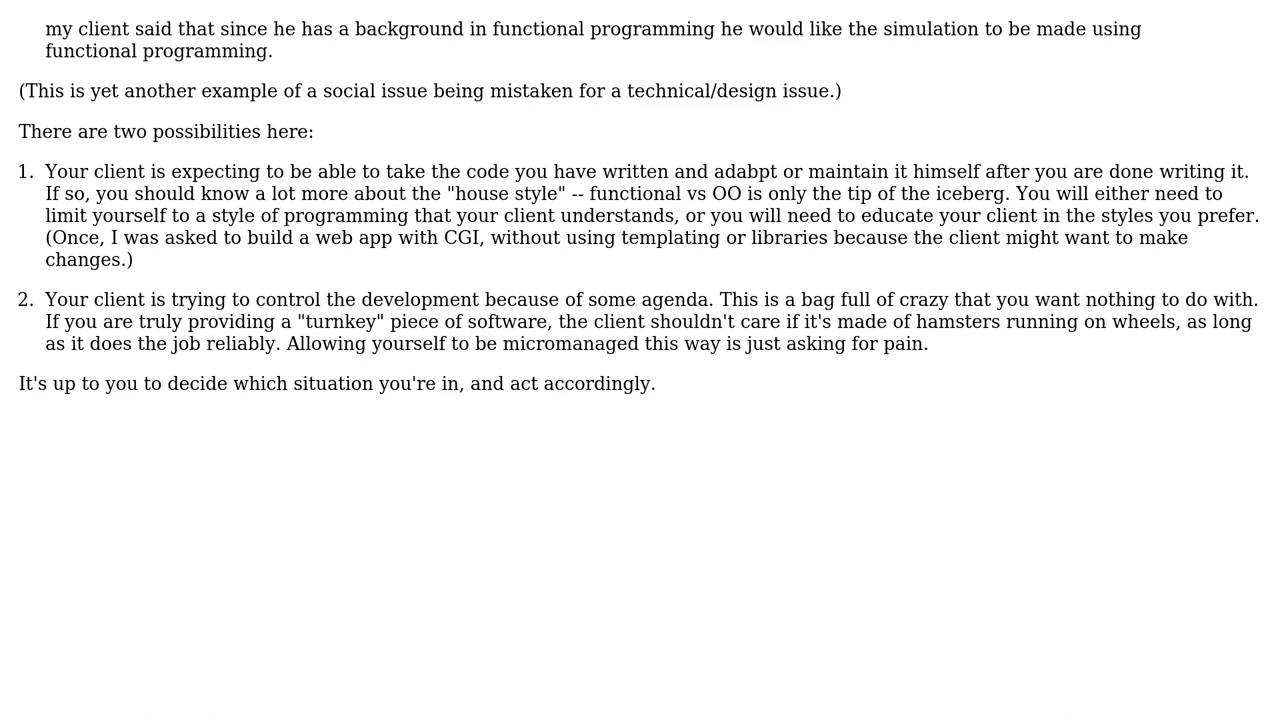 my client said that since he has a background in functional programming he would like the simulation to be made using
functional programming.
(This is yet another example of a social issue being mistaken for a technical/design issue.)
There are two possibilities here:
1. Your client is expecting to be able to take the code you have written and adabpt or maintain it himself after you are done writing it.
If so, you should know a lot more about the "house style" -- functional vs OO is only the tip of the iceberg. You will either need to
limit yourself to a style of programming that your client understands, or you will need to educate your client in the styles you prefer.
(Once, I was asked to build a web app with CGI, without using templating or libraries because the client might want to make
changes.)
2. Your client is trying to control the development because of some agenda. This is a bag full of crazy that you want nothing to do with.
If you are truly providing a "turnkey" piece of software, the client shouldn't care if it's made of hamsters running on wheels, as long
as it does the job reliably. Allowing yourself to be micromanaged this way is just asking for pain.
It's up to you to decide which situation you're in, and act accordingly.